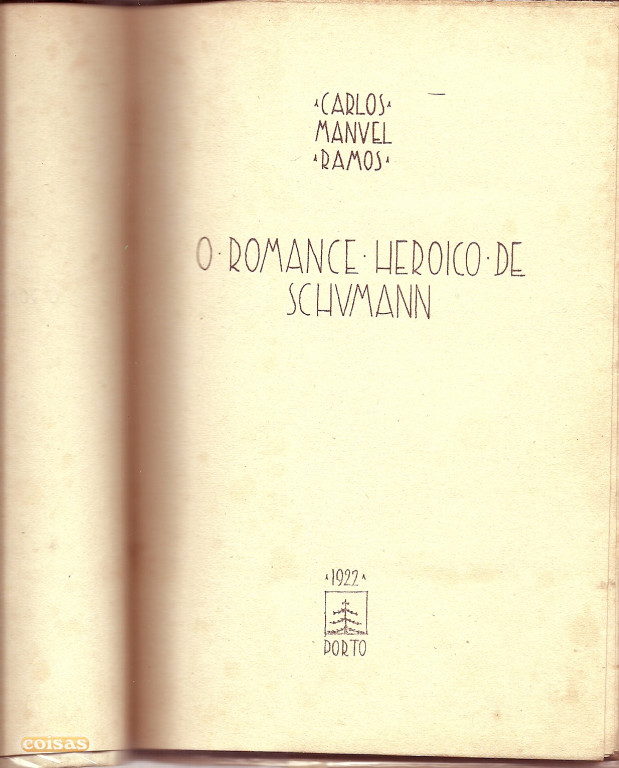 CARLOS
MANVEL
RAMOS
O · ROMANCE · HEROICO · DE
SCHVMANN
1922
PORTO
coisas